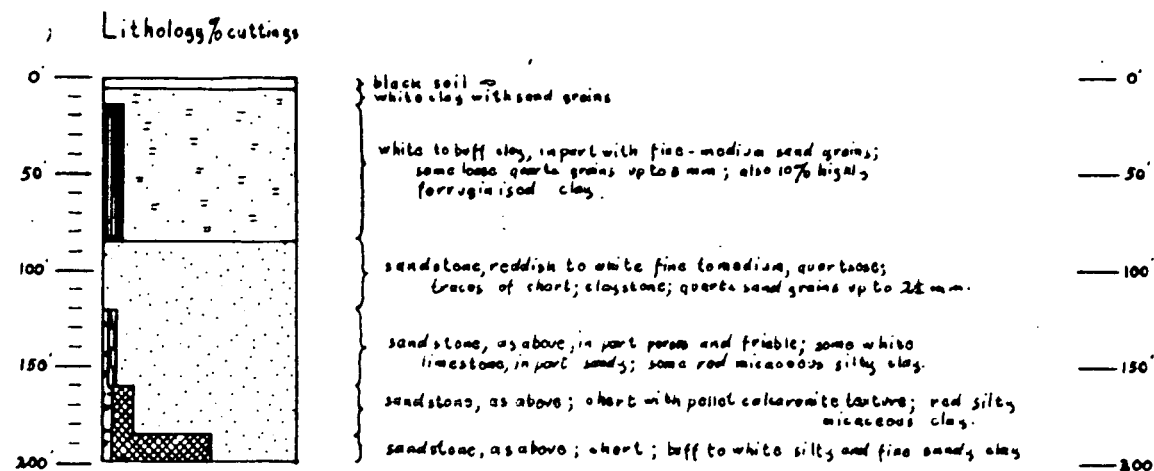 Lithology % cuttings
0'
black soil
white clay with sand grains
0'
white to buff clay, in part with fine-medium sand grains;
50'
some loose quartz grains up to 8 mm; also 10% highly
50'
ferruginised clay.
sandstone, reddish to white fine to medium, quartzose;
100'
100'
traces of chert; claystone; quartz sand grains up to mm.
sandstone, as above, in part porous and friable; some white
limestone, in part sandy; some red micaceous silty clay.
150'
150'
sandstone, as above; chert with pellet calcarenite texture; red silty
micaceous clay.
sandstone, as above; chert; buff to white silty and fine sandy clay
200'
200